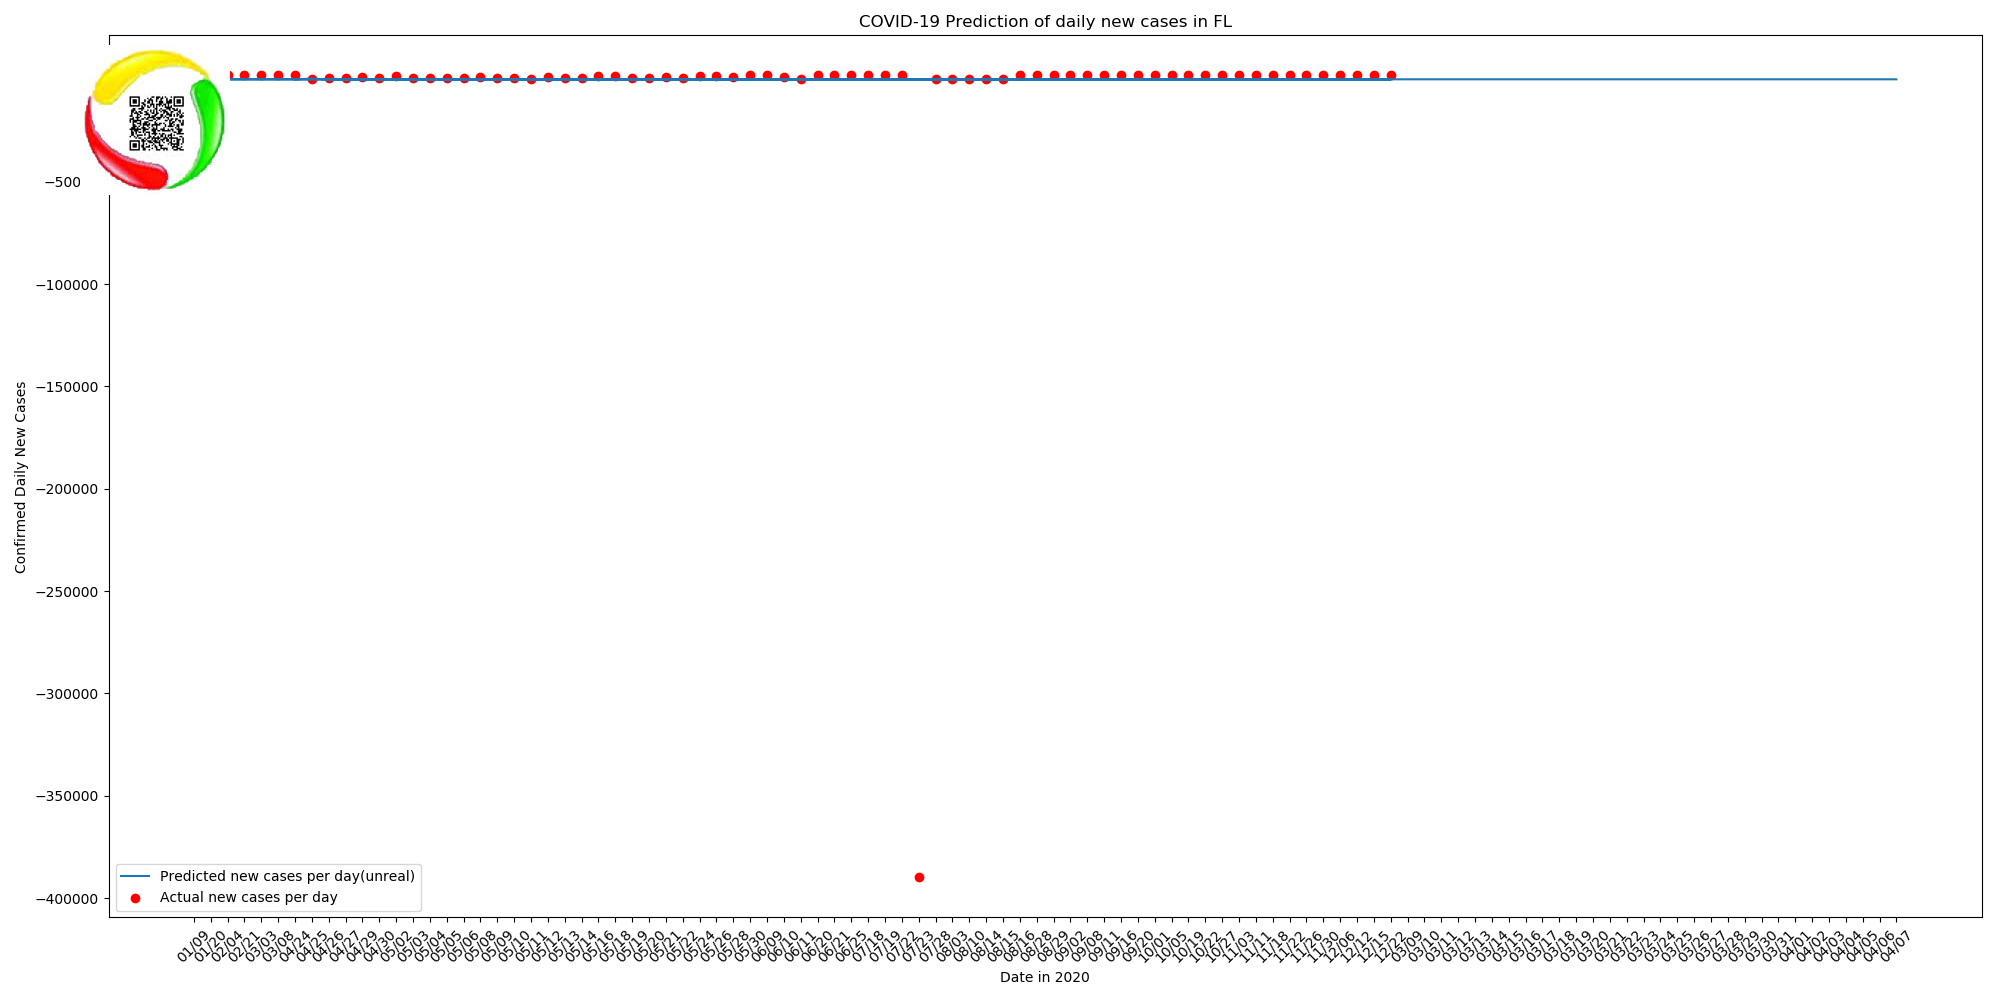 COVID-19 Prediction of daily new cases in FL
−500
−100000
−150000
−200000
−250000
−300000
−350000
−400000
Confirmed Daily New Cases
Predicted new cases per day(unreal)
Actual new cases per day
01/09 01/20 02/04 02/21 03/03 03/08 04/24 04/25 04/26 04/27 04/29 04/30 05/02 05/03 05/04 05/05 05/06 05/08 05/09 05/10 05/11 05/12 05/13 05/14 05/16 05/18 05/19 05/20 05/21 05/22 05/24 05/26 05/28 05/30 06/09 06/10 06/11 06/20 06/21 06/25 07/18 07/19 07/22 07/23 07/28 08/03 08/10 08/14 08/15 08/16 08/28 08/29 09/02 09/08 09/11 09/16 09/20 10/01 10/05 10/19 10/22 10/27 11/03 11/11 11/18 11/22 11/26 11/30 12/06 12/12 12/15 12/22 03/09 03/10 03/11 03/12 03/13 03/14 03/15 03/16 03/17 03/18 03/19 03/20 03/21 03/22 03/23 03/24 03/25 03/26 03/27 03/28 03/29 03/30 03/31 04/01 04/02 04/03 04/04 04/05 04/06 04/07
Date in 2020